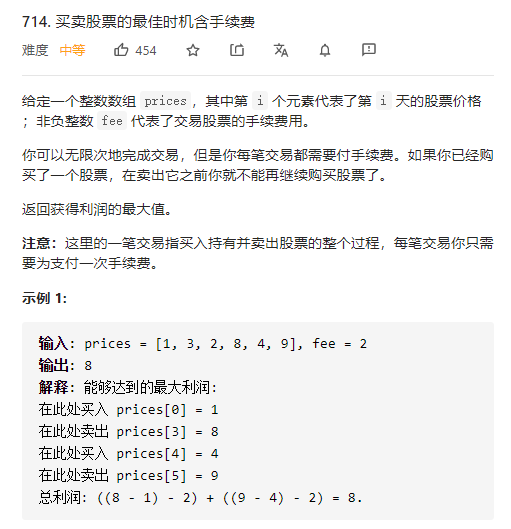 714. 买卖股票的最佳时机含手续费
难度 中等 454
给定一个整数数组 prices，其中第 i 个元素代表了第 i 天的股票价格
；非负整数 fee 代表了交易股票的手续费用。
你可以无限次地完成交易，但是你每笔交易都需要付手续费。如果你已经购
买了一个股票，在卖出它之前你就不能再继续购买股票了。
返回获得利润的最大值。
注意：这里的一笔交易指买入持有并卖出股票的整个过程，每笔交易你只需
要为支付一次手续费。
示例 1:
输入: prices = [1, 3, 2, 8, 4, 9], fee = 2
输出: 8
解释: 能够达到的最大利润:
在此处买入 prices[0] = 1
在此处卖出 prices[3] = 8
在此处买入 prices[4] = 4
在此处卖出 prices[5] = 9
总利润: ((8 - 1) - 2) + ((9 - 4) - 2) = 8.